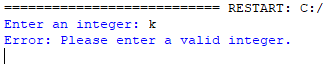 =========================== RESTART: C:/
Enter an integer: k
Error: Please enter a valid integer.